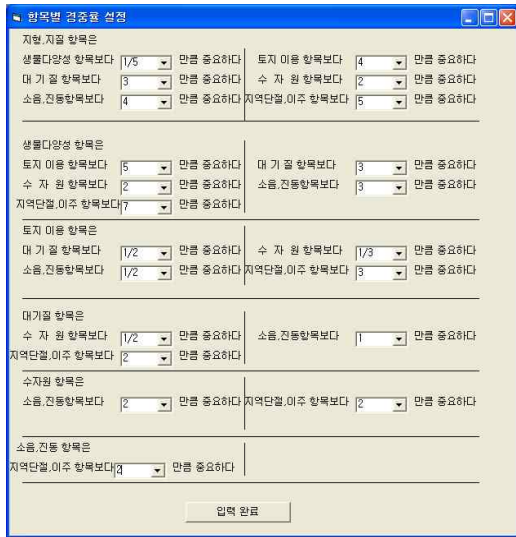 항목별 경중률 설정
지형,지질 항목은
생물다양성 항목보다 1/5 만큼 중요하다 토지 이용 항목보다 4 만큼 중요하다
대 기 질 항목보다 3 만큼 중요하다 수 자 원 항목보다 2 만큼 중요하다
소음,진동항목보다 4 만큼 중요하다 지역단절,이주 항목보다 5 만큼 중요하다
생물다양성 항목은
토지 이용 항목보다 5 만큼 중요하다 대 기 질 항목보다 3 만큼 중요하다
수 자 원 항목보다 2 만큼 중요하다 소음,진동항목보다 3 만큼 중요하다
지역단절,이주 항목보다 7 만큼 중요하다
토지 이용 항목은
대 기 질 항목보다 1/2 만큼 중요하다 수 자 원 항목보다 1/3 만큼 중요하다
소음,진동항목보다 1/2 만큼 중요하다 지역단절,이주 항목보다 3 만큼 중요하다
대기질 항목은
수 자 원 항목보다 1/2 만큼 중요하다 소음,진동항목보다 1 만큼 중요하다
지역단절,이주 항목보다 2 만큼 중요하다
수자원 항목은
소음,진동항목보다 2 만큼 중요하다 지역단절,이주 항목보다 2 만큼 중요하다
소음,진동 항목은
지역단절,이주 항목보다 2 만큼 중요하다
입력 완료